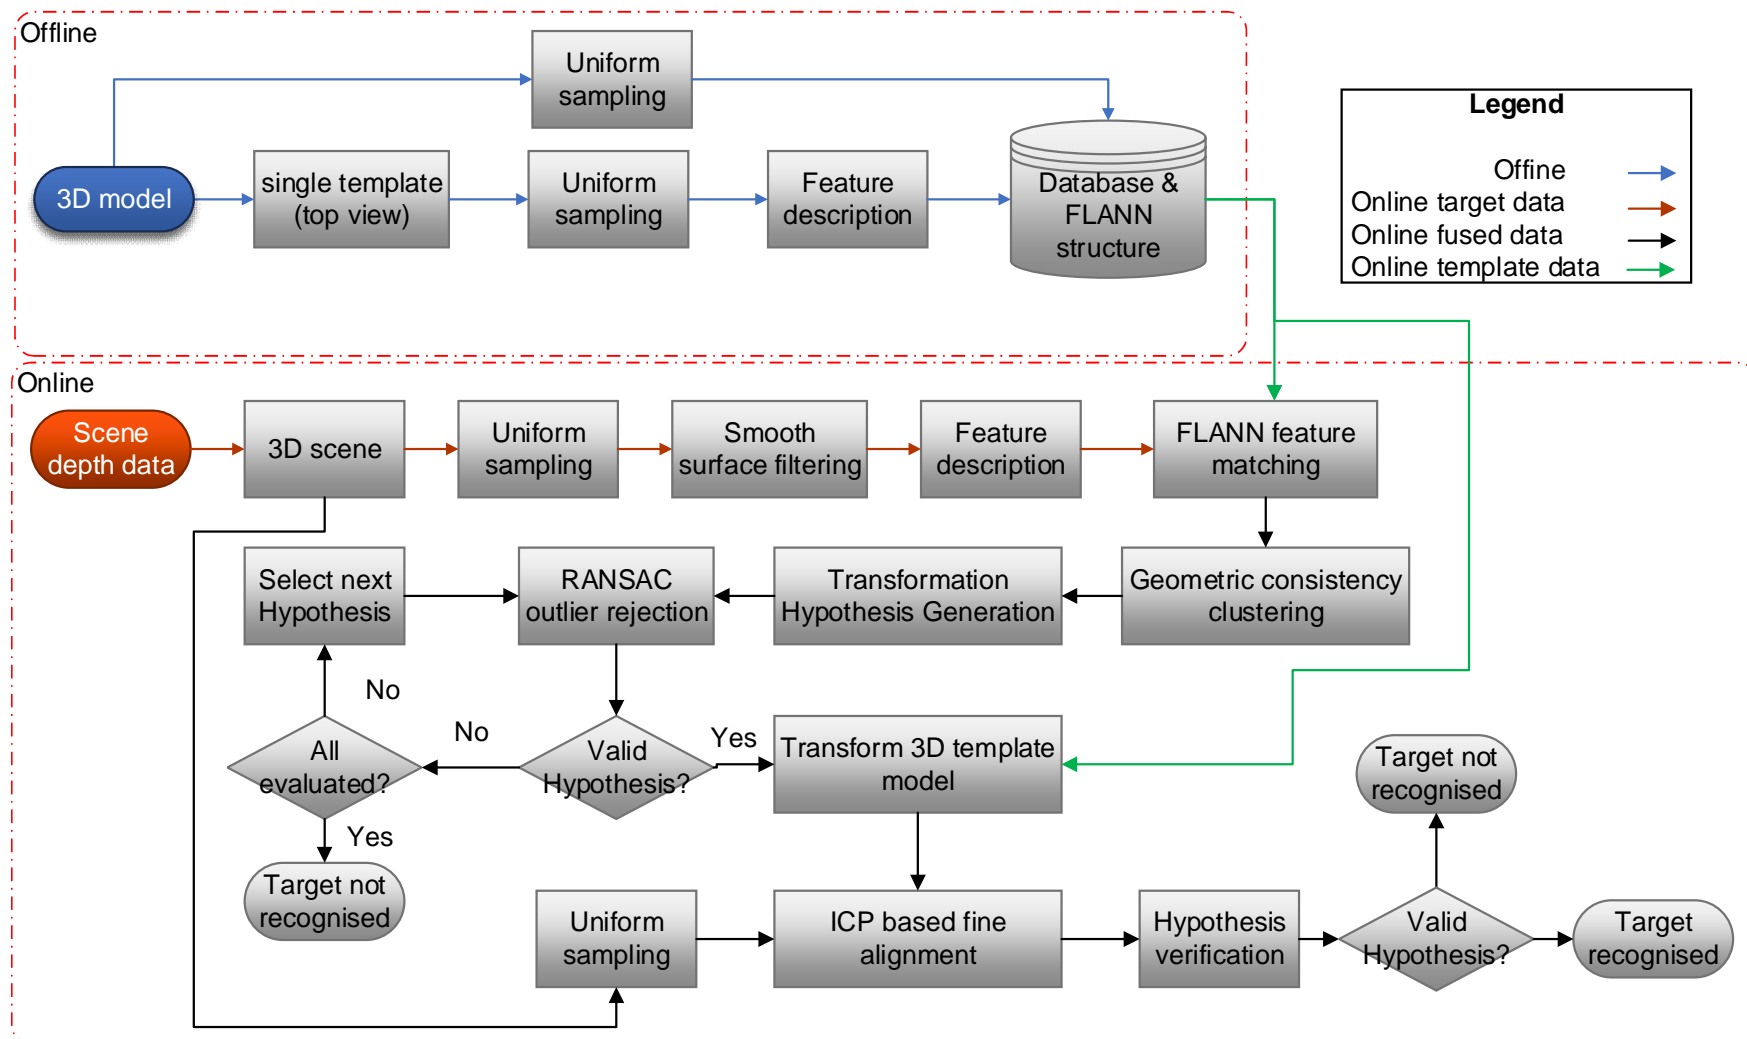 Offline
Uniform
sampling
3D model
single template
(top view)
Uniform
sampling
Feature
description
Database &
FLANN
structure
Legend
Offine
Online target data
Online fused data
Online template data
Online
Scene
depth data
3D scene
Uniform
sampling
Smooth
surface filtering
Feature
description
FLANN feature
matching
Select next
Hypothesis
RANSAC
outlier rejection
Transformation
Hypothesis Generation
Geometric consistency
clustering
No
All
evaluated?
No
Valid
Hypothesis?
Yes
Transform 3D template
model
Target not
recognised
Yes
Target not
recognised
Uniform
sampling
ICP based fine
alignment
Hypothesis
verification
Valid
Hypothesis?
Target
recognised